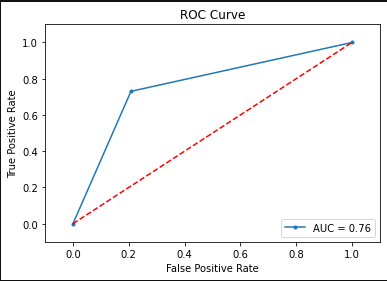 ROC Curve
1.0
0.8
0.6
0.4
0.2
0.0
True Positive Rate
AUC = 0.76
0.0 0.2 0.4 0.6 0.8 1.0
False Positive Rate